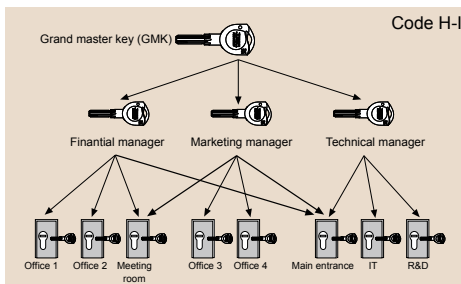 Code H-I
Grand master key (GMK)
Finantial manager
Marketing manager
Technical manager
Office 1
Office 2
Meeting
room
Office 3
Office 4
Main entrance
IT
R&D